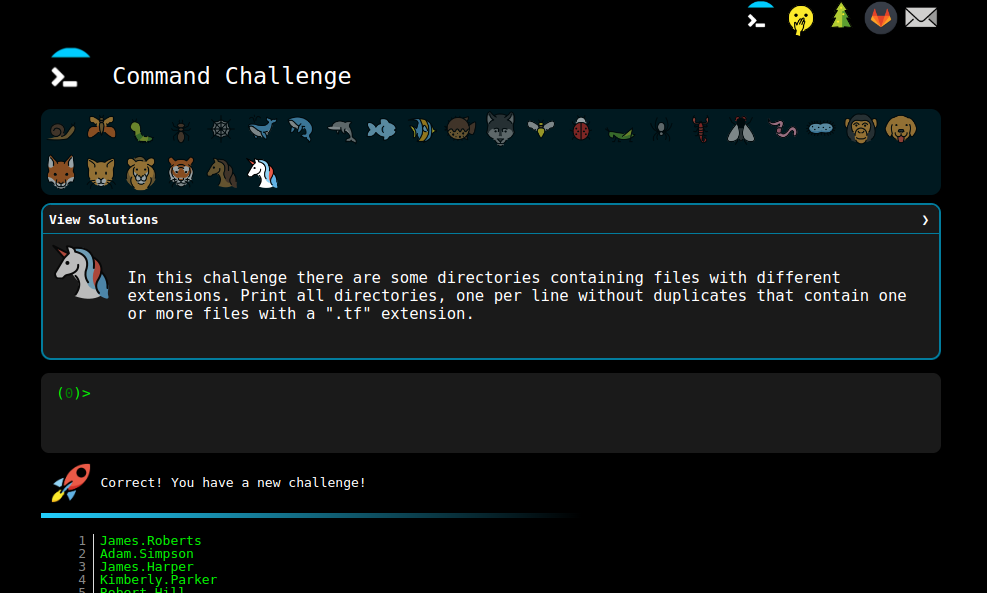 Command Challenge
View Solutions ❯
In this challenge there are some directories containing files with different
extensions. Print all directories, one per line without duplicates that contain one
or more files with a ".tf" extension.
(0)>
Correct! You have a new challenge!
1 James.Roberts
2 Adam.Simpson
3 James.Harper
4 Kimberly.Parker
5 Robert.Hill